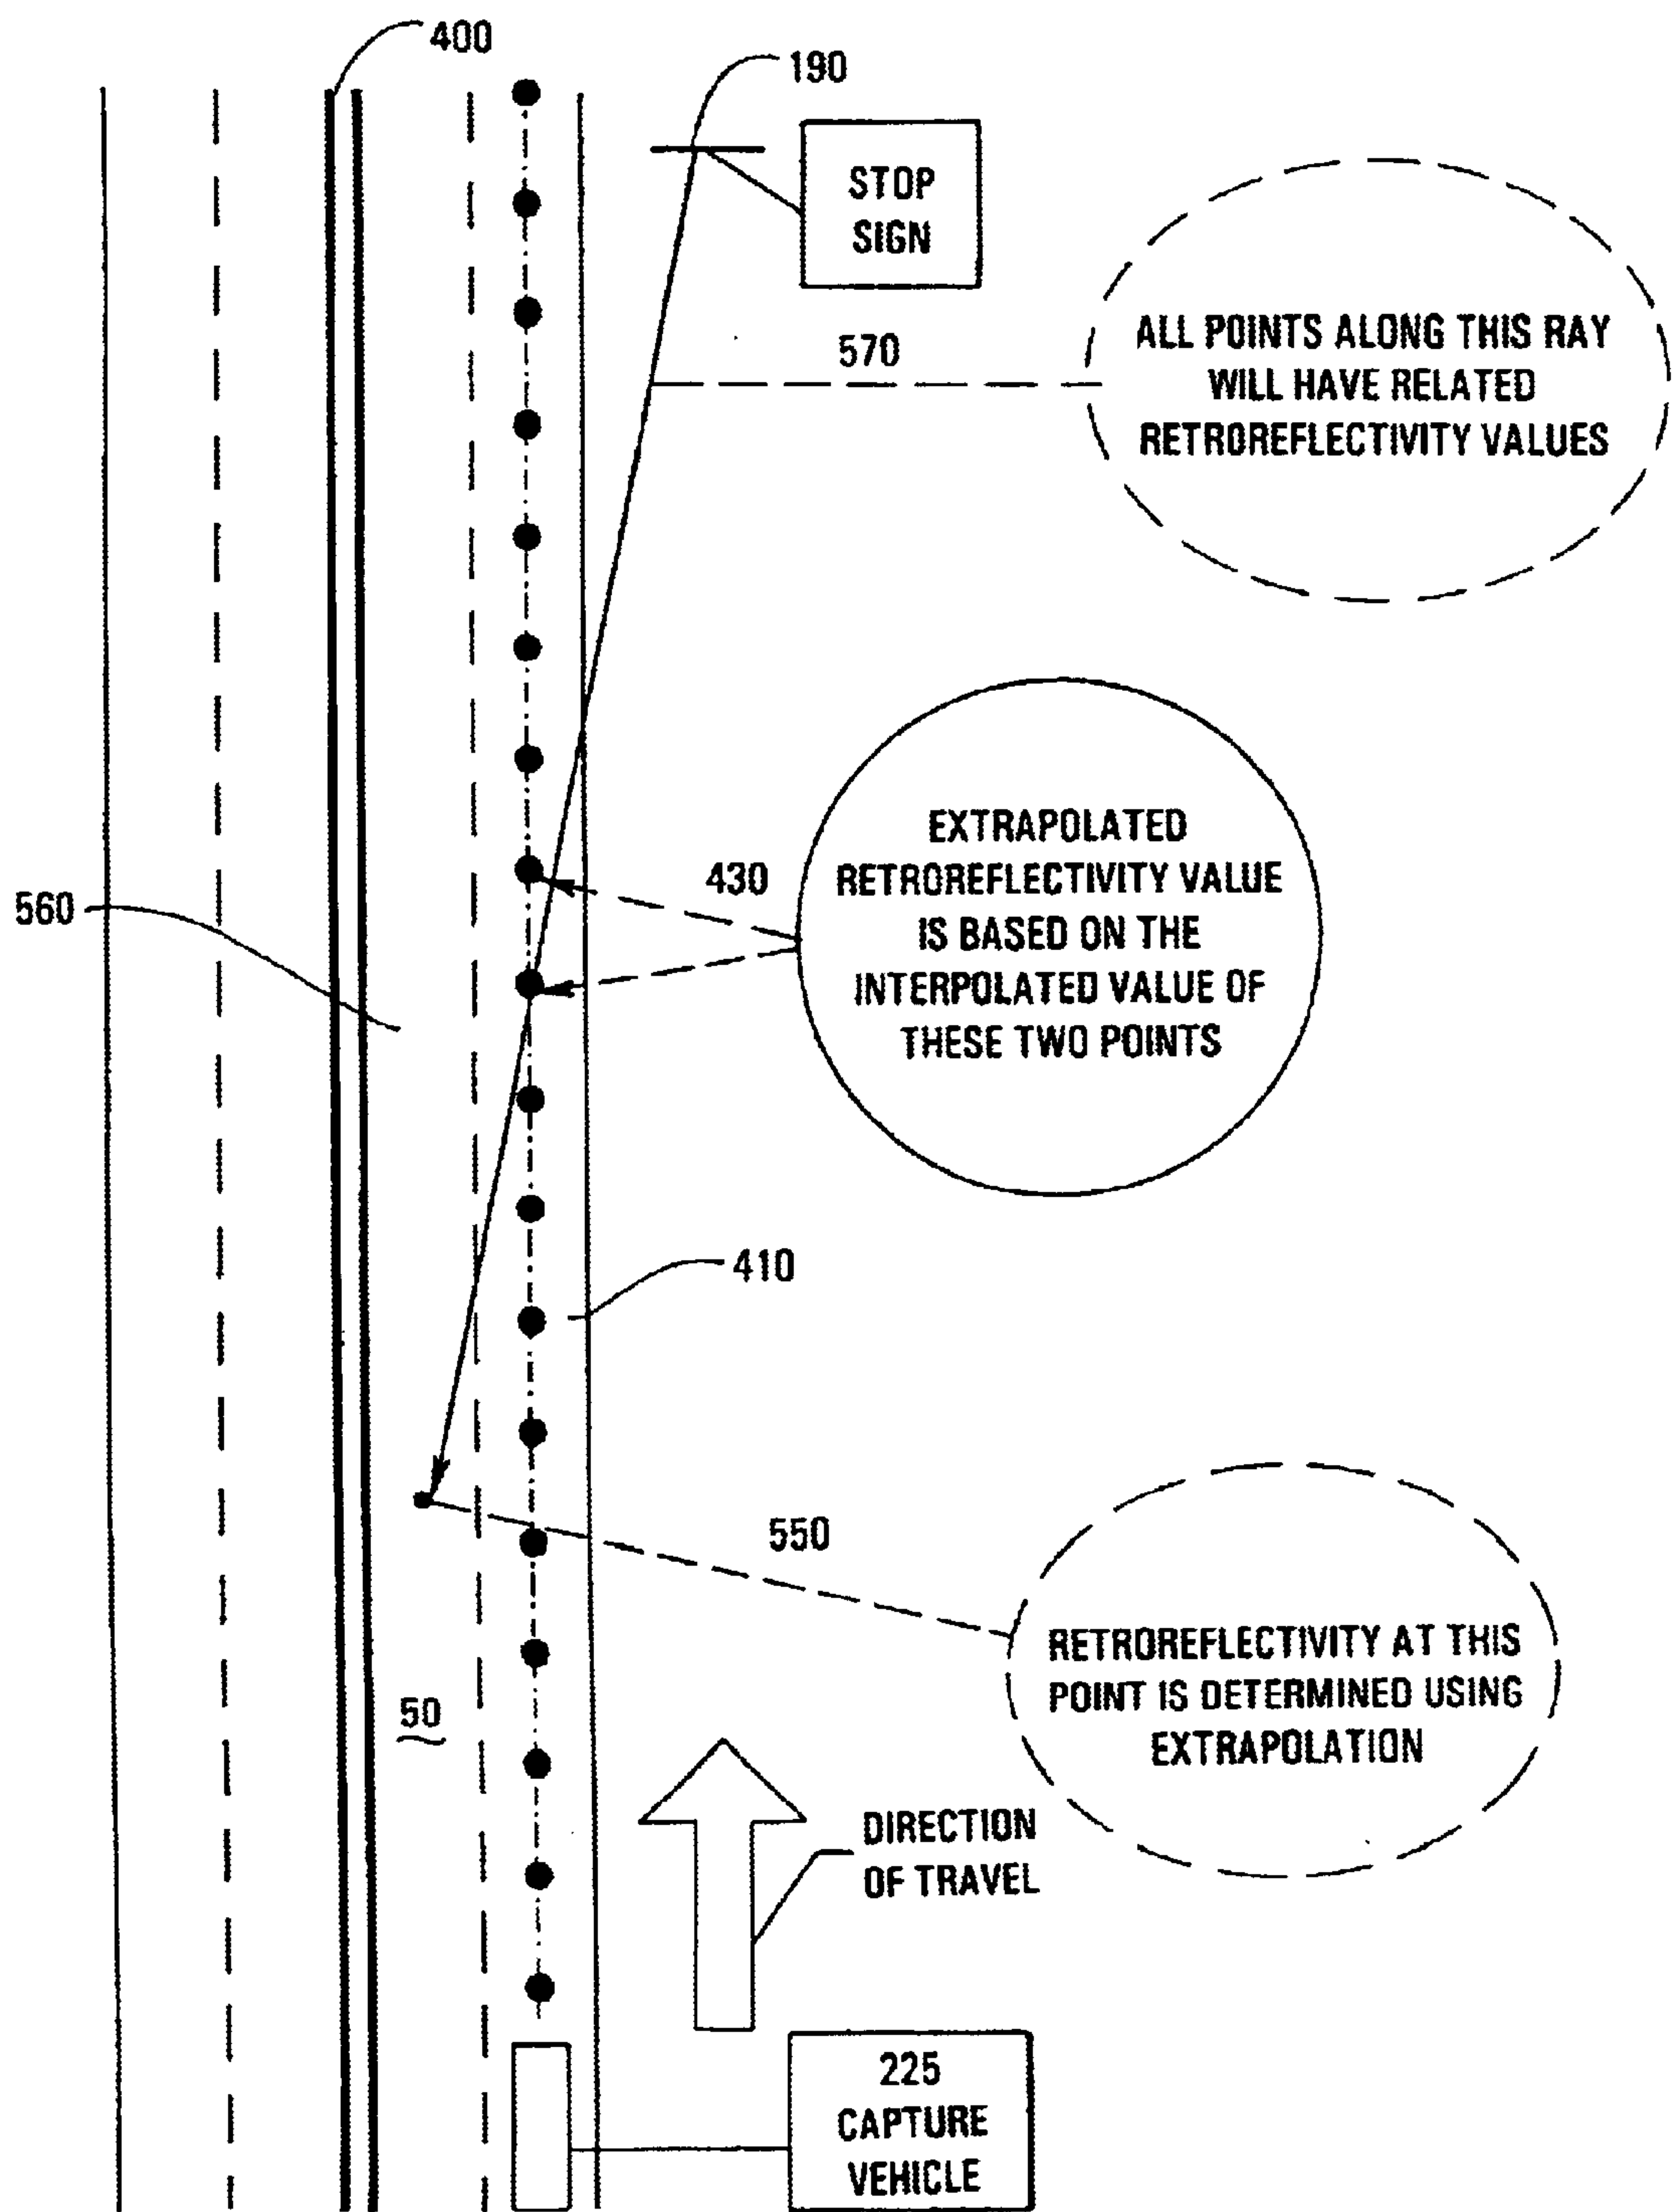 400
190
STOP
SIGN
570
ALL POINTS ALONG THIS RAY
WILL HAVE RELATED
RETROREFLECTIVITY VALUES
430
EXTRAPOLATED
RETROREFLECTIVITY VALUE
IS BASED ON THE
INTERPOLATED VALUE OF
THESE TWO POINTS
560
410
550
RETROREFLECTIVITY AT THIS
POINT IS DETERMINED USING
EXTRAPOLATION
50
DIRECTION
OF TRAVEL
225
CAPTURE
VEHICLE